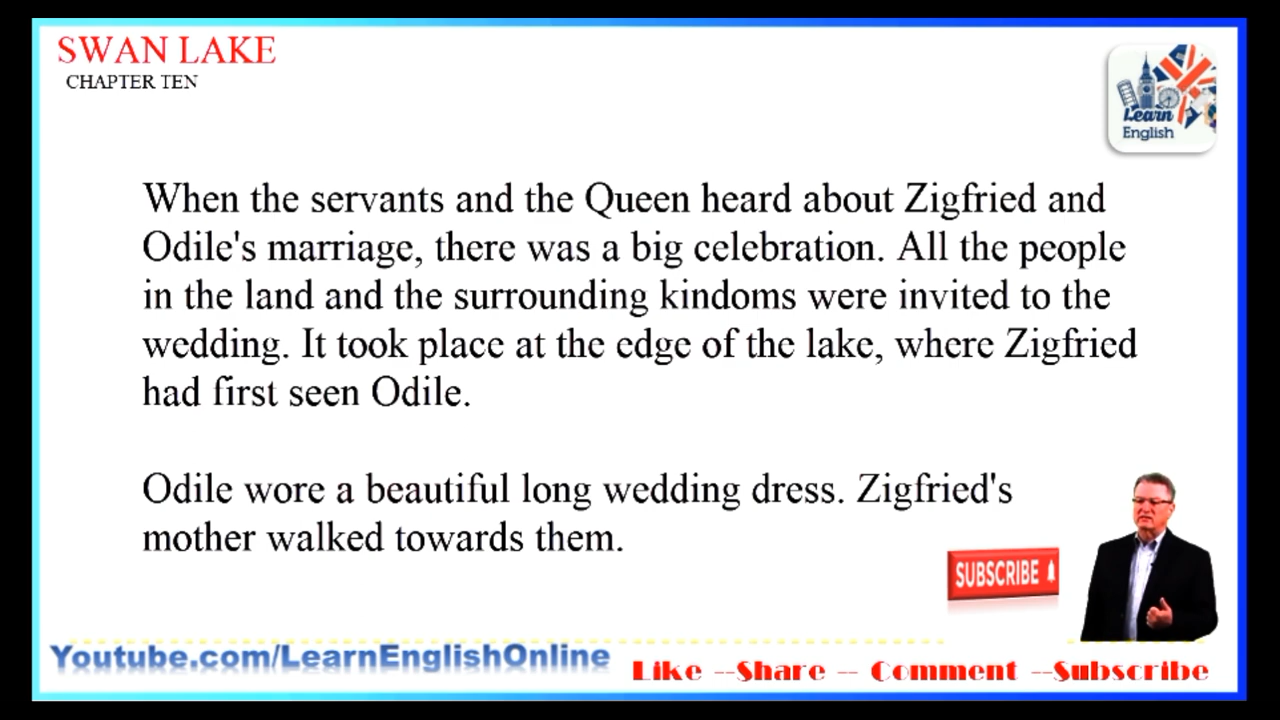 SWAN LAKE
CHAPTER TEN
Learn
English
When the servants and the Queen heard about Zigfried and
Odile's marriage, there was a big celebration. All the people
in the land and the surrounding kindoms were invited to the
wedding. It took place at the edge of the lake, where Zigfried
had first seen Odile.
Odile wore a beautiful long wedding dress. Zigfried's
mother walked towards them.
SUBSCRIBE
Youtube.com/LearnEnglishOnline
Like --Share -- Comment --Subscribe